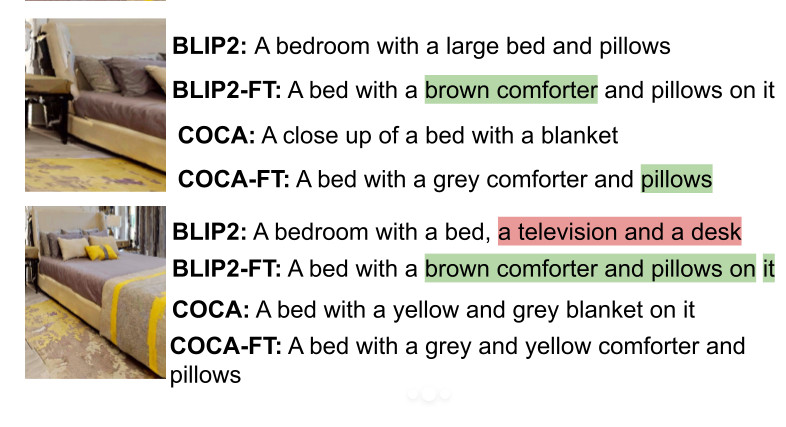 BLIP2: A bedroom with a large bed and pillows
BLIP2-FT: A bed with a brown comforter and pillows on it
COCA: A close up of a bed with a blanket
COCA-FT: A bed with a grey comforter and pillows
BLIP2: A bedroom with a bed, a television and a desk
BLIP2-FT: A bed with a brown comforter and pillows on it
COCA: A bed with a yellow and grey blanket on it
COCA-FT: A bed with a grey and yellow comforter and
pillows